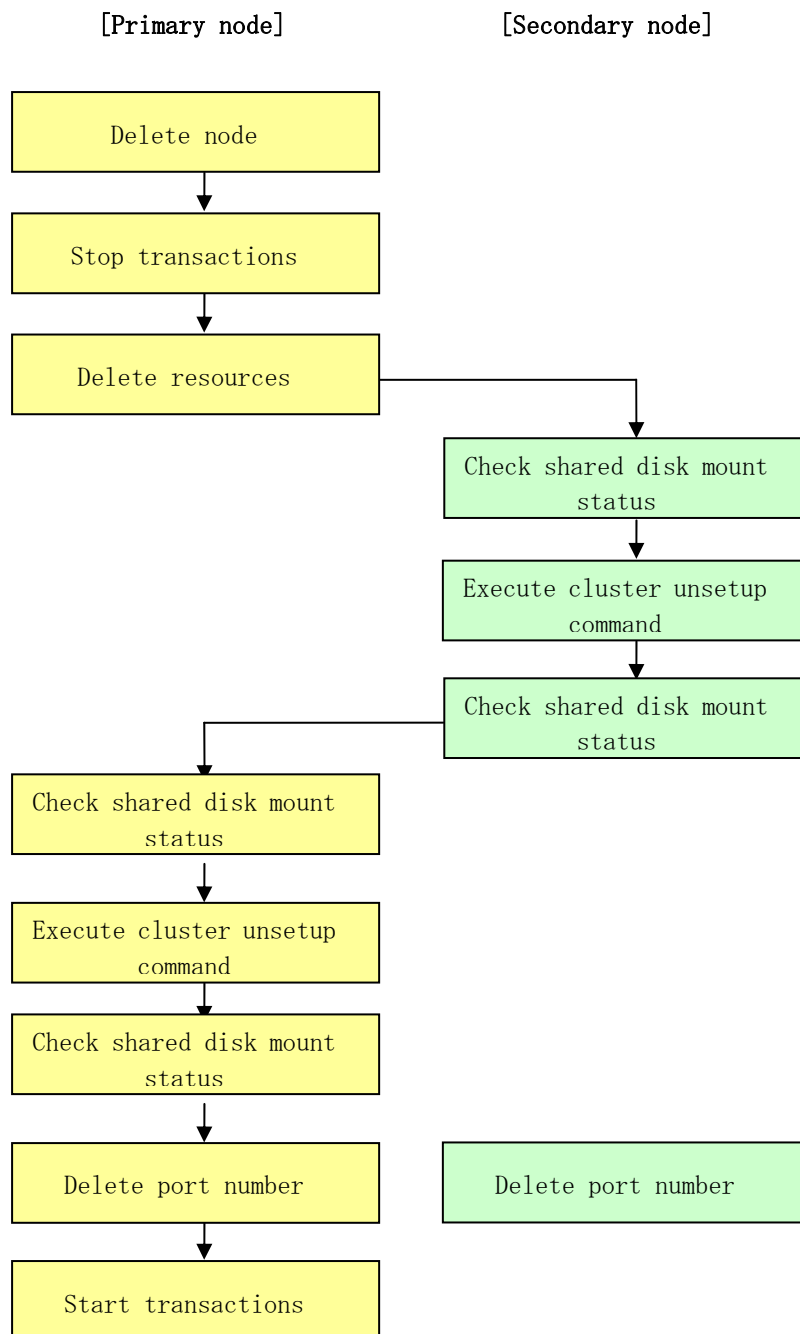 [Primary node]
[Secondary node]
Delete node
Stop transactions
Delete resources
Check shared disk mount
status
Execute cluster unsetup
command
Check shared disk mount
status
Check shared disk mount
status
Execute cluster unsetup
command
Check shared disk mount
status
Delete port number
Delete port number
Start transactions